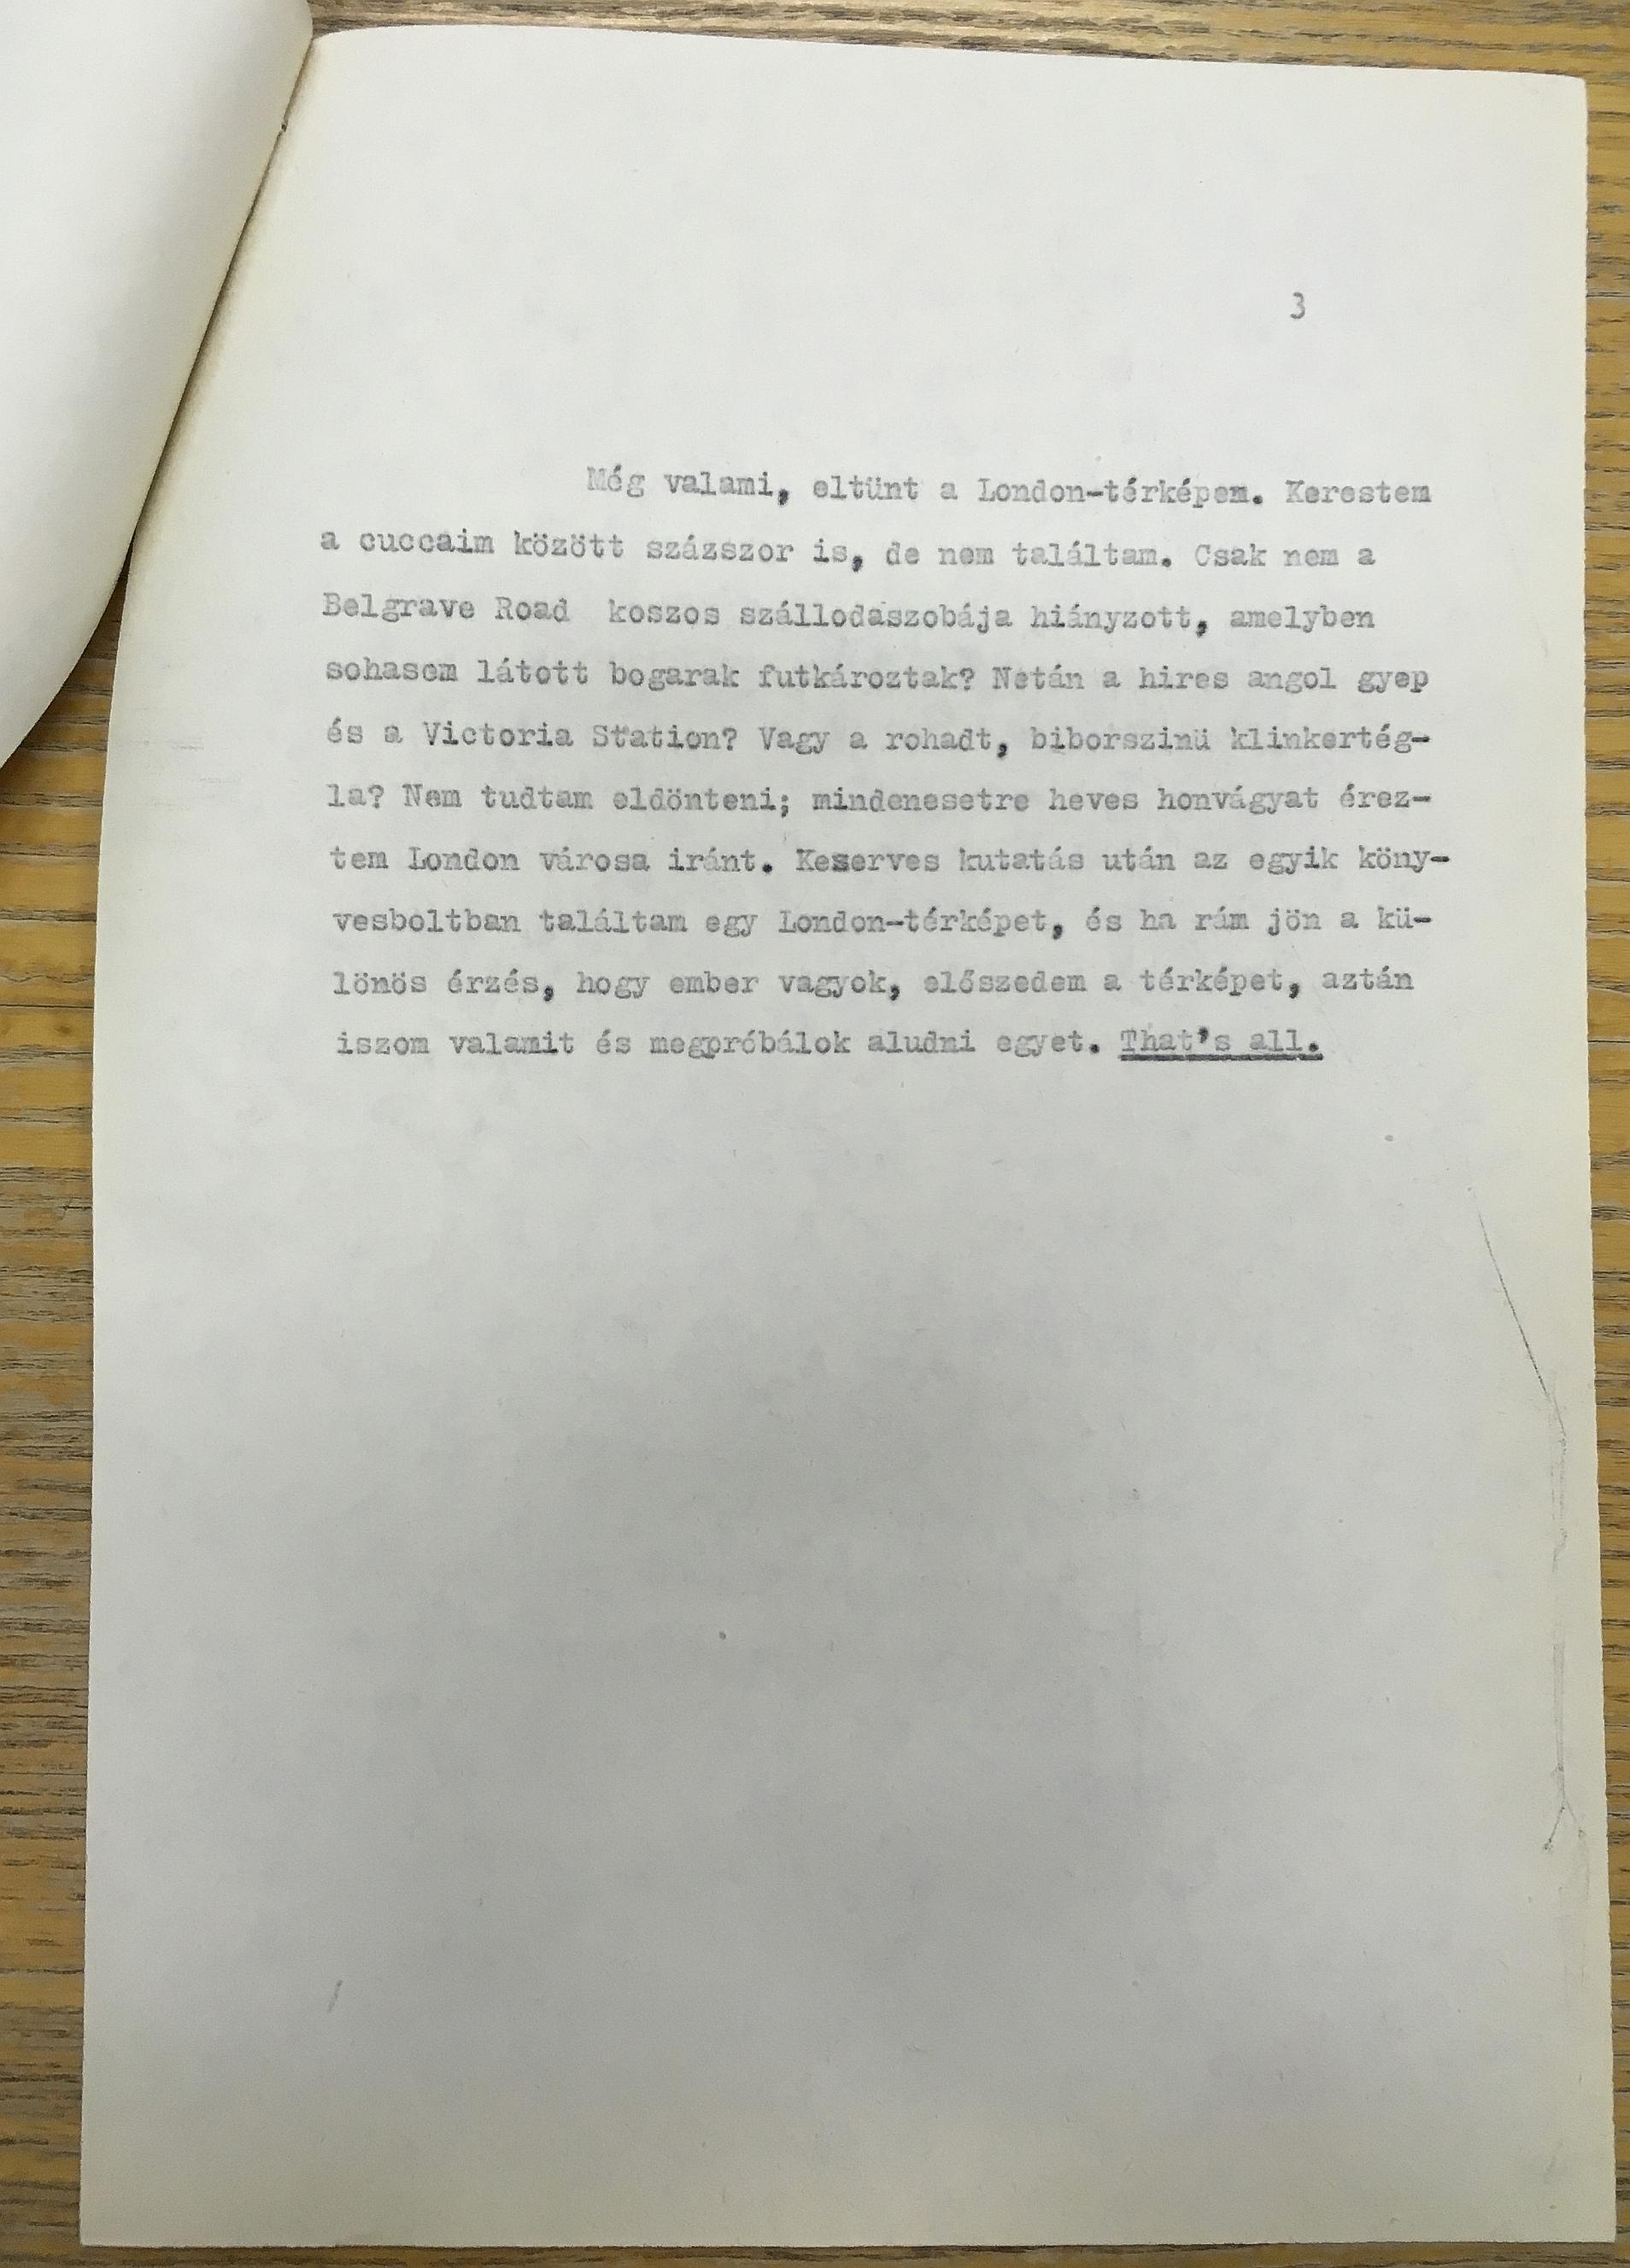 3
Még valami, eltünt a London-térképem. Kerestem
a cuccaim között százszor is, de nem találtam. Csak nem a
Belgrave Road koszos szállodaszobája hiányzott, amelyben
sohasem látott bogarak futkároztak? Netán a hires angol gyep
és a Victoria Station? Vagy a rohadt, biborszinü klinkertég-
la? Nem tudtam eldönteni; mindenesetre heves honvágyat érez-
tem London városa iránt. Keserves kutatás után az egyik köny-
vesboltban találtam egy London-térképet, és ha rám jön a kü-
lönös érzés, hogy ember vagyok, előszedem a térképet, aztán
iszom valamit és megpróbálok aludni egyet. That's all.